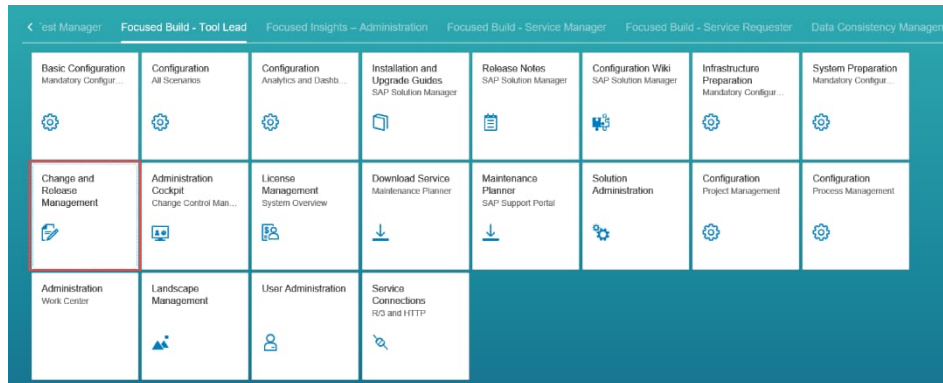 est Manager Focused Build - Tool Lead Focused Insights – Administration Focused Build - Service Manager Focused Build - Service Requester Data Consistency Manager
Basic Configuration
Mandatory Configur...
Configuration
All Scenarios
Configuration
Analytics and Dashb...
Installation and
Upgrade Guides
SAP Solution Manager
Release Notes
SAP Solution Manager
Configuration Wiki
SAP Solution Manager
Infrastructure
Preparation
Mandatory Configur...
System Preparation
Mandatory Configur...
Change and
Release
Management
Administration
Cockpit
Change Control Man...
License
Management
System Overview
Download Service
Maintenance Planner
Maintenance
Planner
SAP Support Portal
Solution
Administration
Configuration
Project Management
Configuration
Process Management
Administration
Work Center
Landscape
Management
User Administration
Service
Connections
R/3 and HTTP